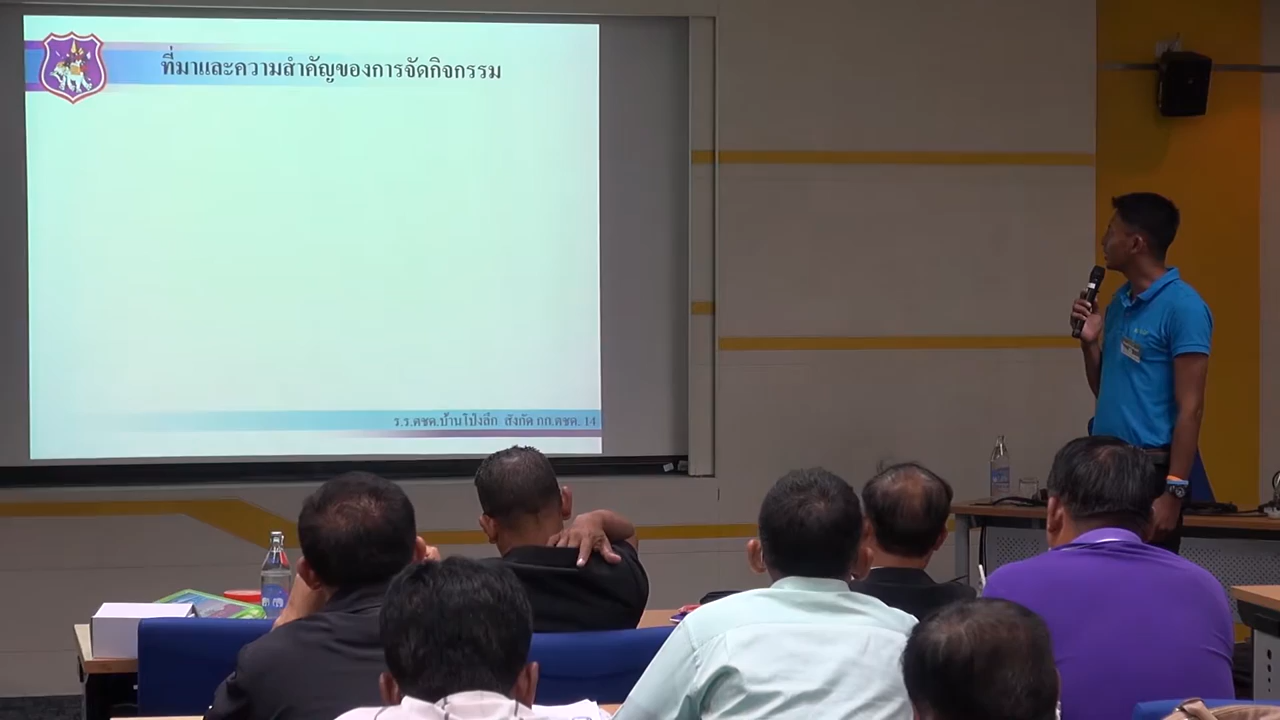 ที่มาและความสำคัญของการจัดกิจกรรม
ร.ร.ตชด.บ้านโป่งลึก สังกัด กก.ตชด. 14